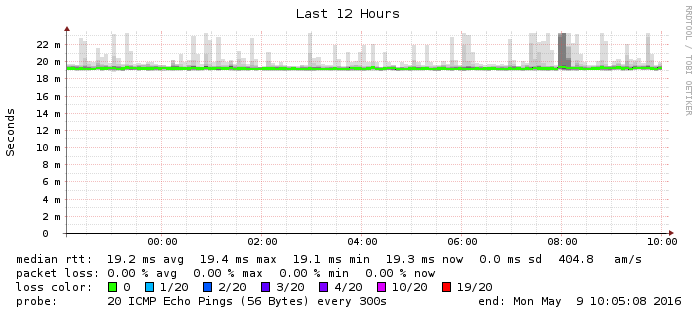 Last 12 Hours
RRDTOOL / TOBI OETIKER
Seconds
22 m
20 m
18 m
16 m
14 m
12 m
10 m
8 m
6 m
4 m
2 m
0
00:00 02:00 04:00 06:00 08:00 10:00
median rtt: 19.2 ms avg 19.4 ms max 19.1 ms min 19.3 ms now 0.0 ms sd 404.8 am/s
packet loss: 0.00 % avg 0.00 % max 0.00 % min 0.00 % now
loss color: 0 1/20 2/20 3/20 4/20 10/20 19/20
probe: 20 ICMP Echo Pings (56 Bytes) every 300s end: Mon May 9 10:05:08 2016